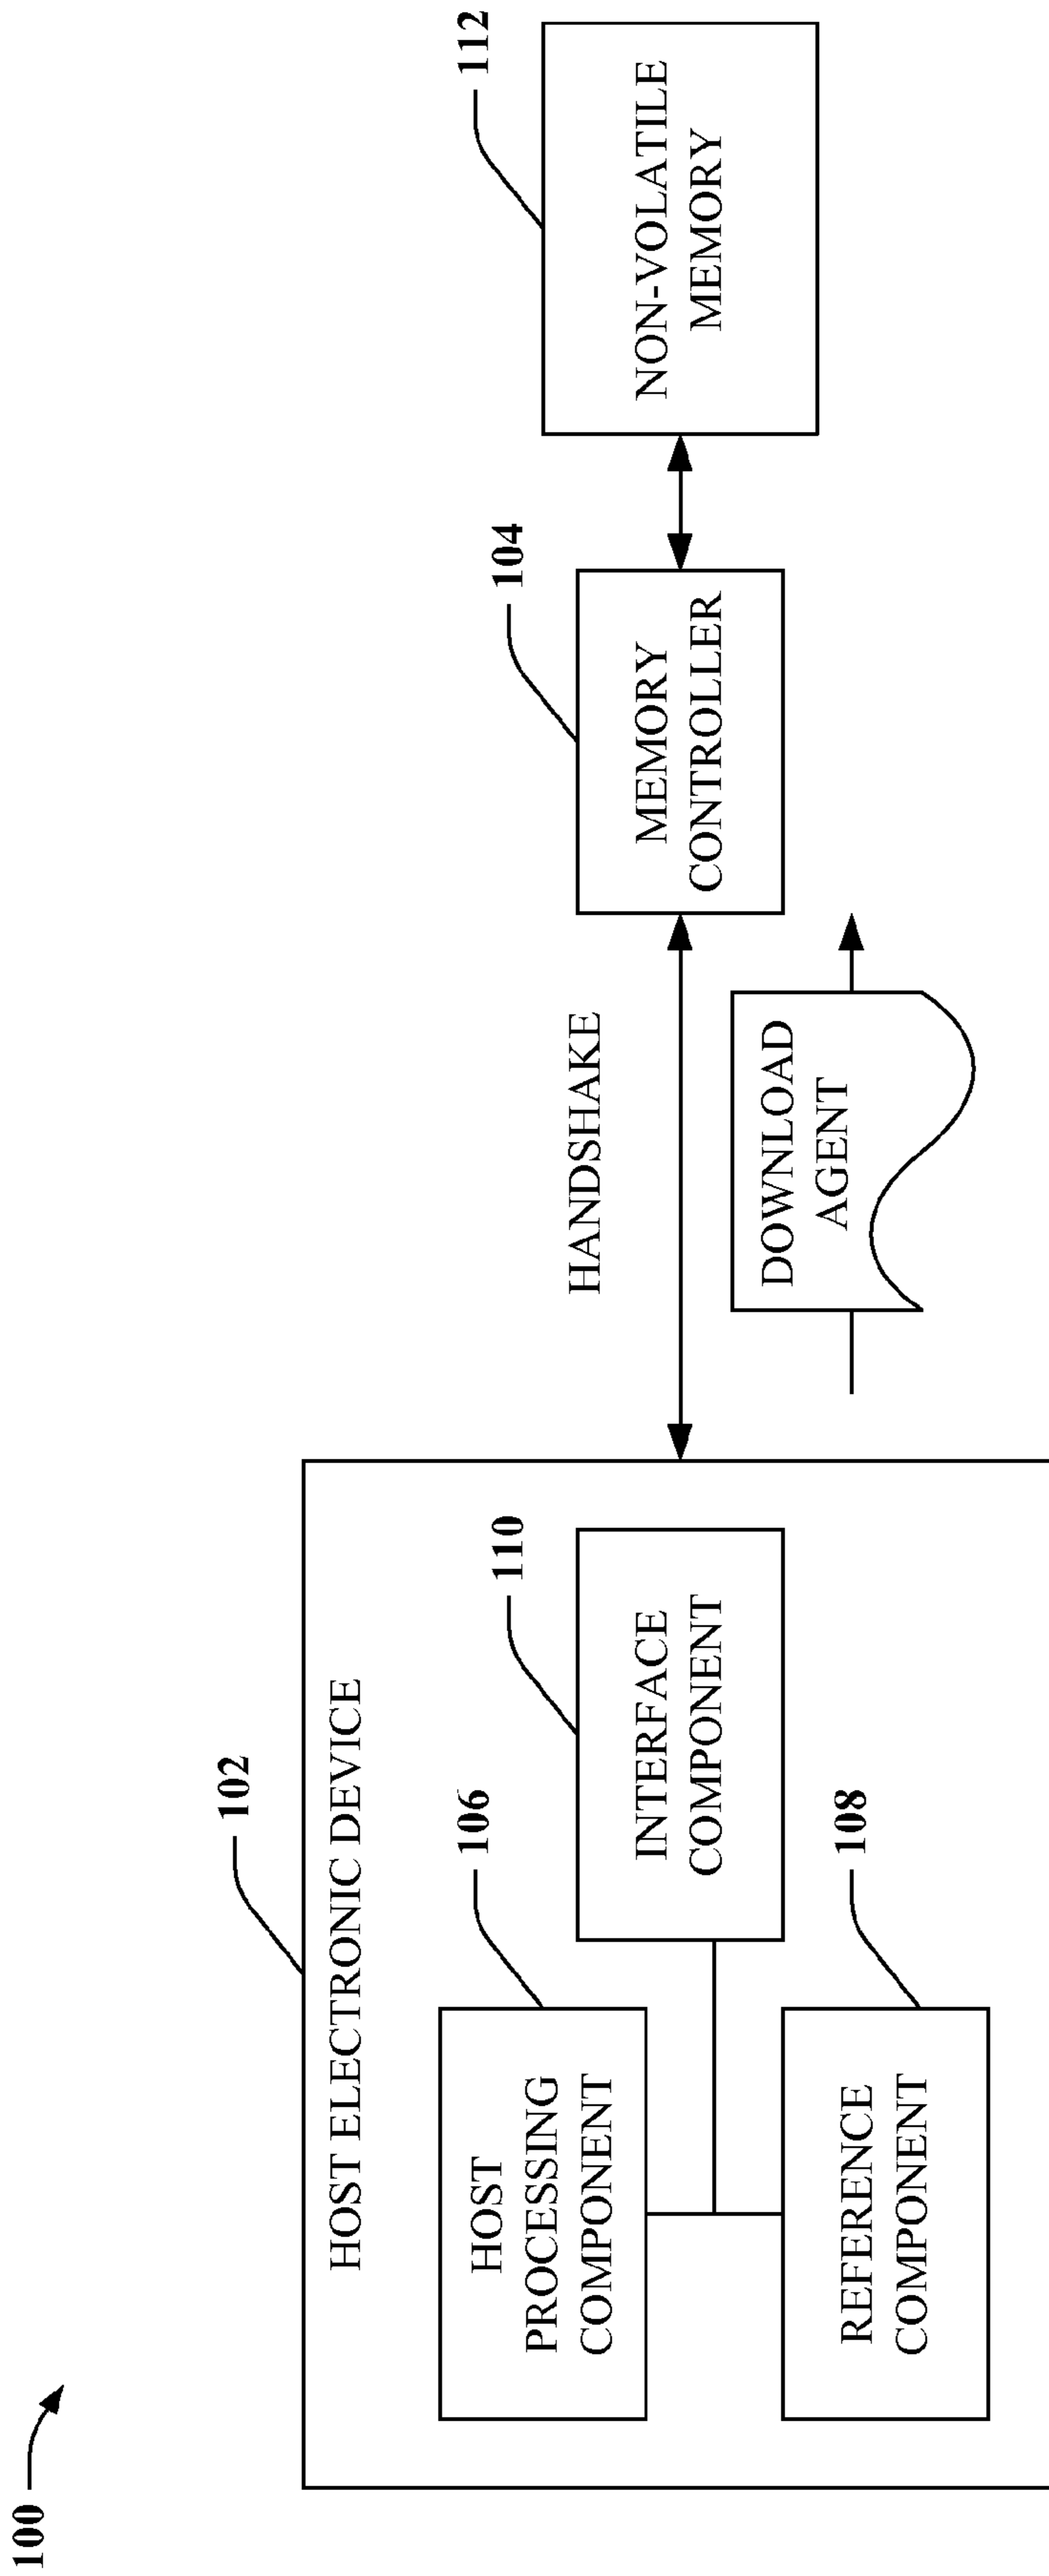 100
102
HOST ELECTRONIC DEVICE
106
HOST
PROCESSING
COMPONENT
108
REFERENCE
COMPONENT
110
INTERFACE
COMPONENT
HANDSHAKE
DOWNLOAD
AGENT
104
MEMORY
CONTROLLER
112
NON-VOLATILE
MEMORY